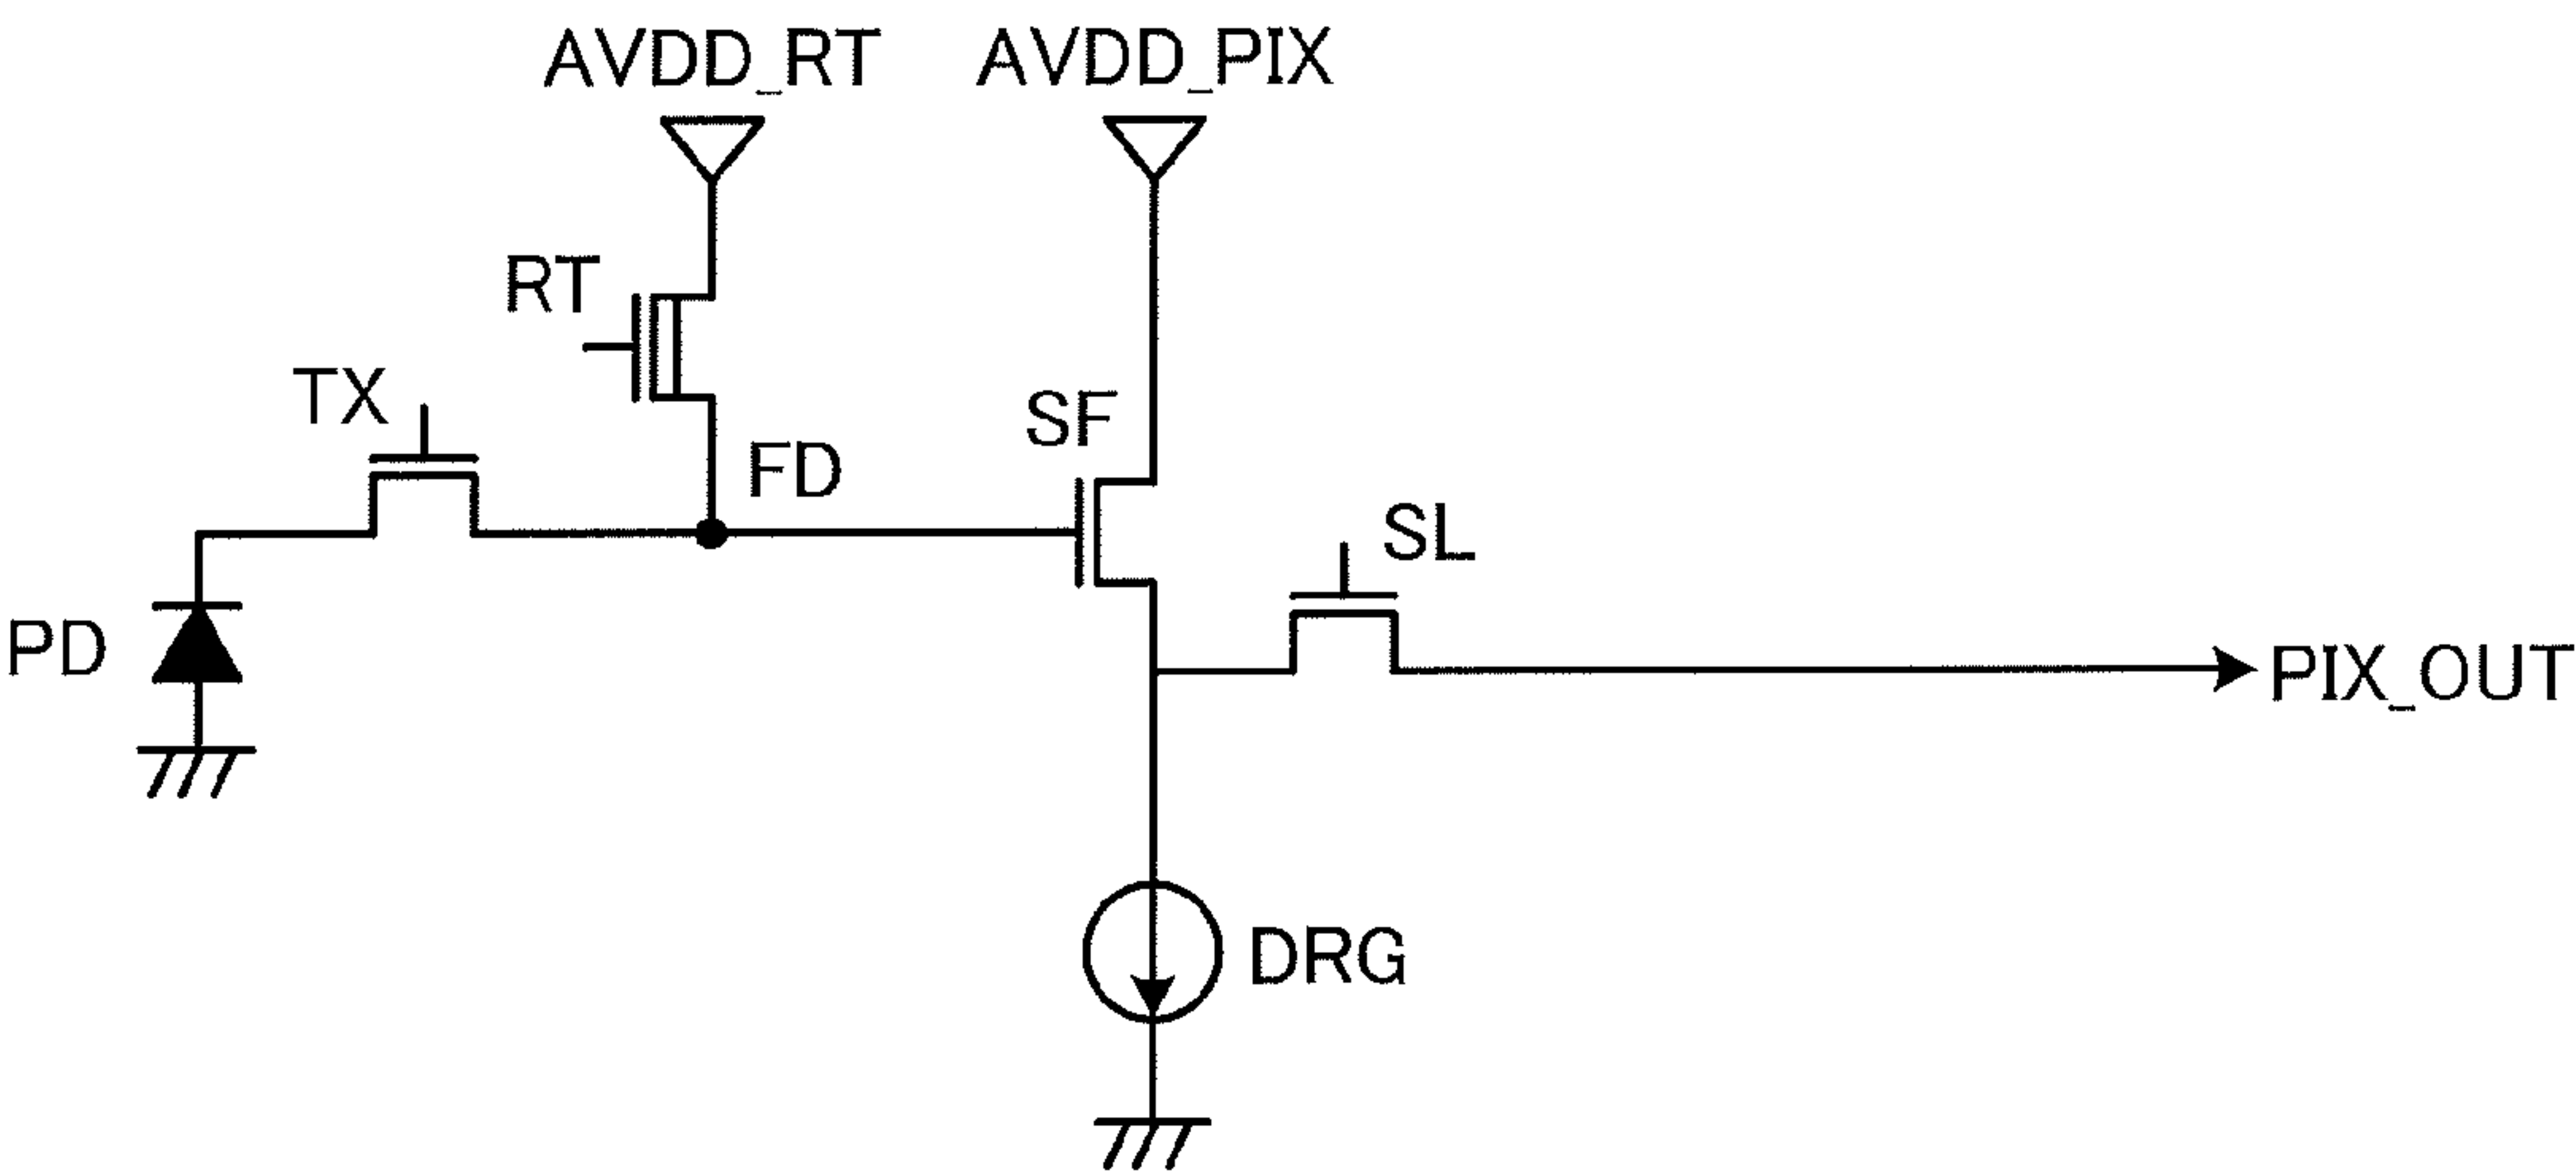 AVDD_RT
AVDD_PIX
RT
TX
SF
FD
SL
PD
PIX_OUT
DRG